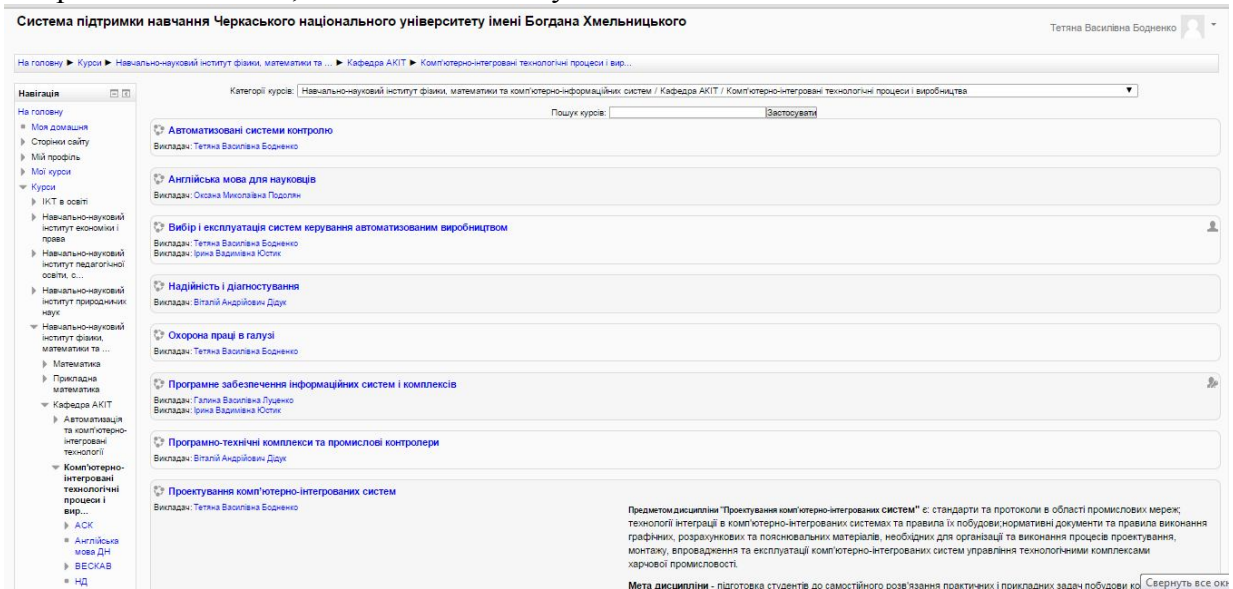 Система підтримки навчання Черкаського національного університету імені Богдана Хмельницького
Тетяна Василівна Бодненко
На головну ► Курси ► Навчально-науковий інститут фізики, математики та ... ► Кафедра АКІТ ► Комп'ютерно-інтегровані технологічні процеси і вир...
Навігація
На головну
Моя домашня
Сторінки сайту
Мій профіль
Мої курси
Курси
ІКТ в освіті
Навчально-науковий
інститут економіки і
права
Навчально-науковий
інститут педагогічної
освіти, с...
Навчально-науковий
інститут природничих
наук
Навчально-науковий
інститут фізики,
математики та ...
Математика
Прикладна
математика
Кафедра АКІТ
Автоматизація
та комп'ютерно-
інтегровані
технології
Комп'ютерно-
інтегровані
технологічні
процеси і
вир...
АСК
Англійська
мова ДН
ВЕСКАВ
НД
Категорії курсів: Навчально-науковий інститут фізики, математики та комп'ютерно-інформаційних систем / Кафедра АКІТ / Комп'ютерно-інтегровані технологічні процеси і виробництва
Пошук курсів: Застосувати
Автоматизовані системи контролю
Викладач: Тетяна Василівна Бодненко
Англійська мова для науковців
Викладач: Оксана Миколаївна Подолян
Вибір і експлуатація систем керування автоматизованим виробництвом
Викладач: Тетяна Василівна Бодненко
Викладач: Ірина Вадимівна Юстик
Надійність і діагностування
Викладач: Віталій Андрійович Дідук
Охорона праці в галузі
Викладач: Тетяна Василівна Бодненко
Програмне забезпечення інформаційних систем і комплексів
Викладач: Галина Василівна Луценко
Викладач: Ірина Вадимівна Юстик
Програмно-технічні комплекси та промислові контролери
Викладач: Віталій Андрійович Дідук
Проектування комп'ютерно-інтегрованих систем
Викладач: Тетяна Василівна Бодненко
Предметом дисципліни "Проектування комп'ютерно-інтегрованих систем" є: стандарти та протоколи в області промислових мереж;
технології інтеграції в комп'ютерно-інтегрованих системах та правила їх побудови;нормативні документи та правила виконання
графічних, розрахункових та пояснювальних матеріалів, необхідних для організації та виконання процесів проектування,
монтажу, впровадження та експлуатації комп'ютерно-інтегрованих систем управління технологічними комплексами
харчової промисловості.
Мета дисципліни - підготовка студентів до самостійного розв'язання практичних і прикладних задач побудови
Свернуть все